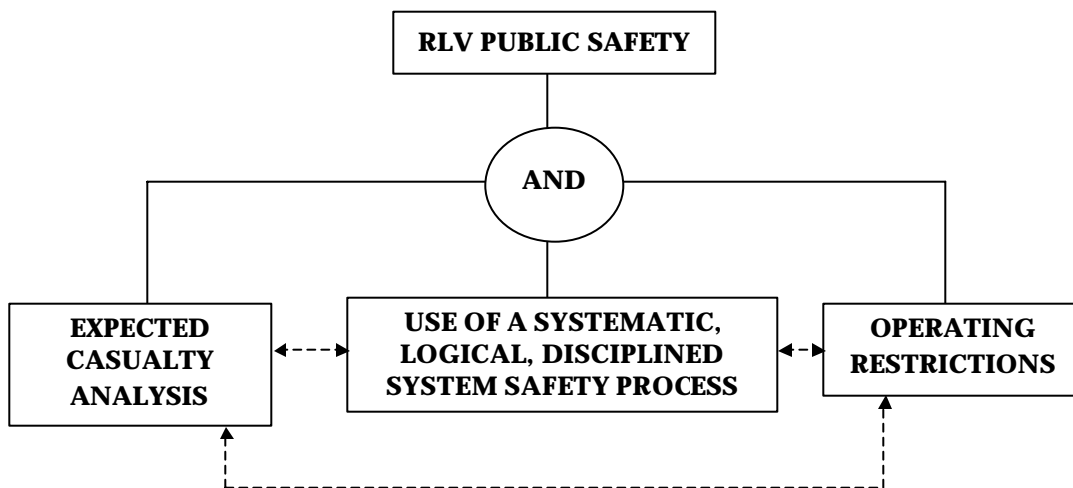 RLV PUBLIC SAFETY
AND
EXPECTED
CASUALTY
ANALYSIS
USE OF A SYSTEMATIC,
LOGICAL, DISCIPLINED
SYSTEM SAFETY PROCESS
OPERATING
RESTRICTIONS